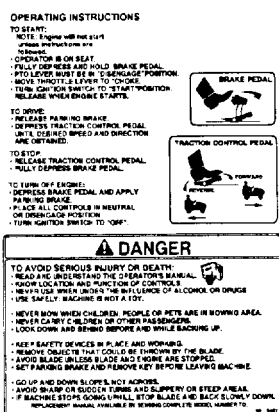 OPERATING INSTRUCTIONS
TO START:
NOTE: Engine will not start
unless instructions are
followed.
- OPERATOR IS ON SEAT.
- FULLY DEPRESS AND HOLD BRAKE PEDAL.
- PTO LEVER MUST BE IN "DISENGAGE" POSITION.
- MOVE THROTTLE LEVER TO "CHOKE".
- TURN IGNITION SWITCH TO "START" POSITION.
RELEASE WHEN ENGINE STARTS.
BRAKE PEDAL
TO DRIVE:
- RELEASE PARKING BRAKE.
- DEPRESS TRACTION CONTROL PEDAL
UNTIL DESIRED SPEED AND DIRECTION
ARE OBTAINED.
TRACTION CONTROL PEDAL
FORWARD
REVERSE
TO STOP
- RELEASE TRACTION CONTROL PEDAL.
- FULLY DEPRESS BRAKE PEDAL.
TO TURN OFF ENGINE:
- DEPRESS BRAKE PEDAL AND APPLY
PARKING BRAKE.
- PLACE ALL CONTROLS IN NEUTRAL
OR DISENGAGE POSITION
- TURN IGNITION SWITCH TO "OFF".
DANGER
TO AVOID SERIOUS INJURY OR DEATH:
- READ AND UNDERSTAND THE OPERATOR'S MANUAL.
- KNOW LOCATION AND FUNCTION OF CONTROLS.
- NEVER USE WHEN UNDER THE INFLUENCE OF ALCOHOL OR DRUGS
- USE SAFELY: MACHINE IS NOT A TOY.
- NEVER MOW WHEN CHILDREN, PEOPLE OR PETS ARE IN MOWING AREA
- NEVER CARRY CHILDREN OR OTHER PASSENGERS.
- LOOK DOWN AND BEHIND BEFORE AND WHILE BACKING UP.
- KEEP SAFETY DEVICES IN PLACE AND WORKING.
- REMOVE OBJECTS THAT COULD BE THROWN BY THE BLADE.
- AVOID BLADE UNLESS BLADE AND ENGINE ARE STOPPED.
- SET PARKING BRAKE AND REMOVE KEY BEFORE LEAVING MACHINE.
- GO UP AND DOWN SLOPES, NOT ACROSS.
- AVOID SHARP OR SUDDEN TURNS AND SLIPPERY OR STEEP AREAS.
- IF MACHINE STOPS GOING UPHILL, STOP BLADE AND BACK SLOWLY DOWN
REPLACEMENT MANUAL AVAILABLE BY SENDING COMPLETE MODEL NUMBER TO: